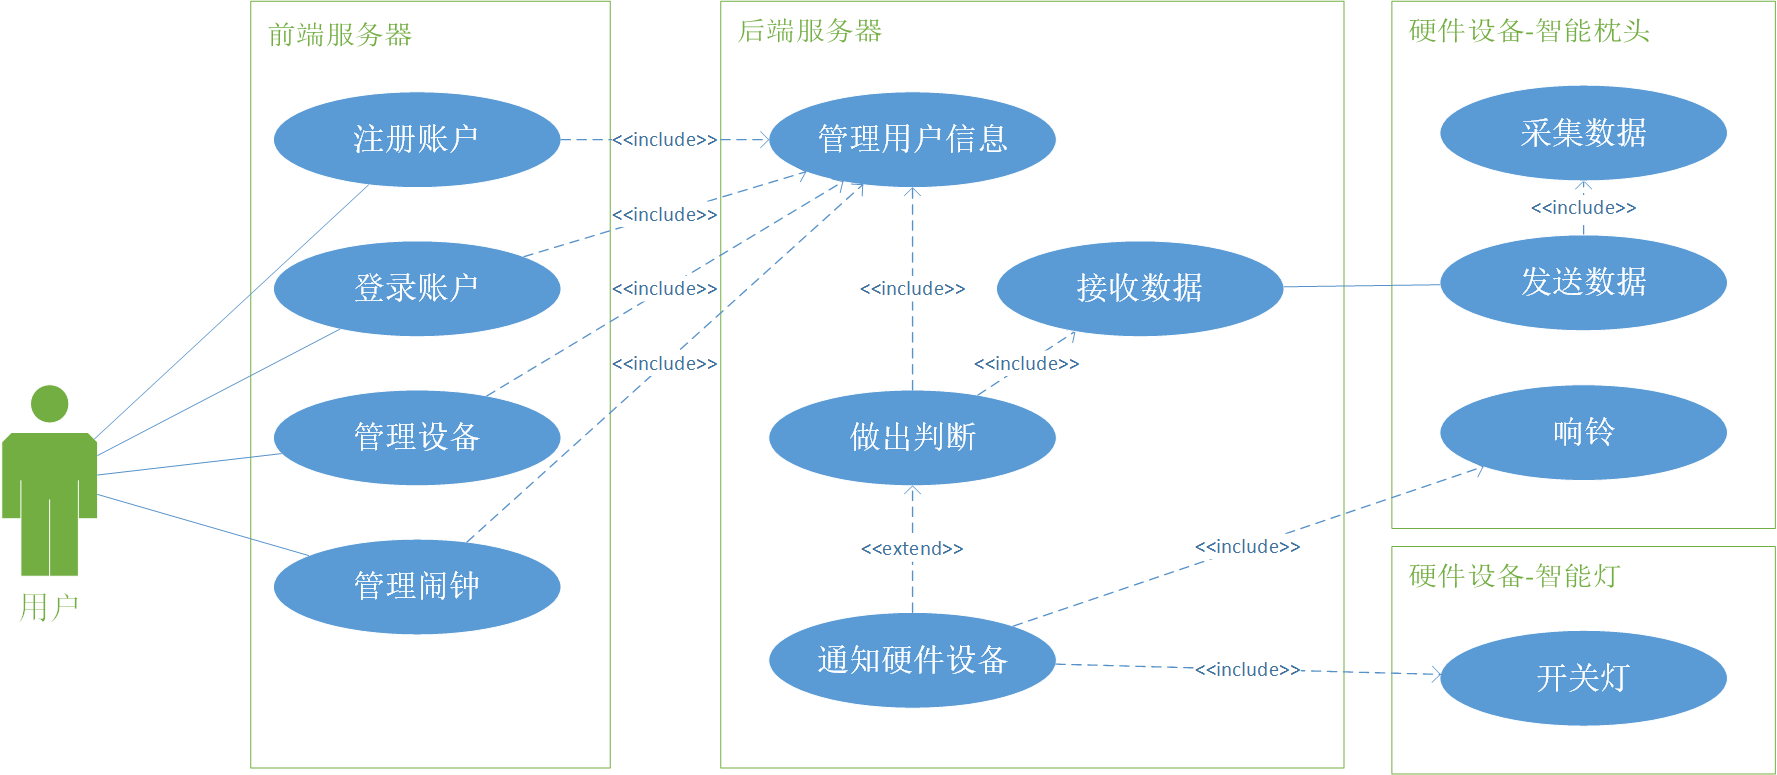 前端服务器
后端服务器
硬件设备-智能枕头
注册账户
<<include>>
管理用户信息
采集数据
<<include>>
<<include>>
登录账户
<<include>>
<<include>>
接收数据
发送数据
<<include>>
<<include>>
管理设备
做出判断
响铃
<<extend>>
<<include>>
硬件设备-智能灯
管理闹钟
用户
通知硬件设备
<<include>>
开关灯